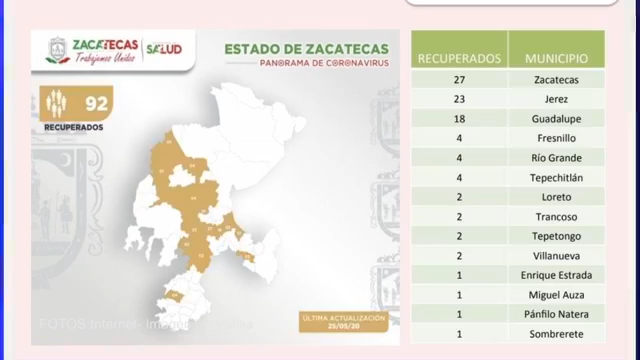 ZACATECAS
Trabajemos Unidos
SALUD
ESTADO DE ZACATECAS
PANORAMA DE CORONAVIRUS
92
RECUPERADOS
ÚLTIMA ACTUALIZACIÓN
25/05/20
RECUPERADOS MUNICIPIO
27 Zacatecas
23 Jerez
18 Guadalupe
4 Fresnillo
4 Río Grande
4 Tepechitlán
2 Loreto
2 Trancoso
2 Tepetongo
2 Villanueva
1 Enrique Estrada
1 Miguel Auza
1 Pánfilo Natera
1 Sombrerete
FOTOS: Internet-